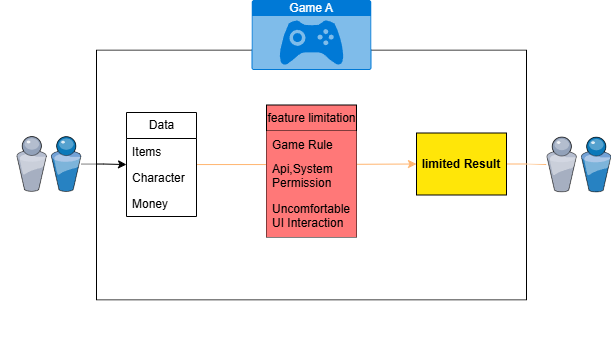 Game A
Data
Items
Character
Money
feature limitation
Game Rule
Api,System
Permission
Uncomfortable
UI Interaction
limited Result